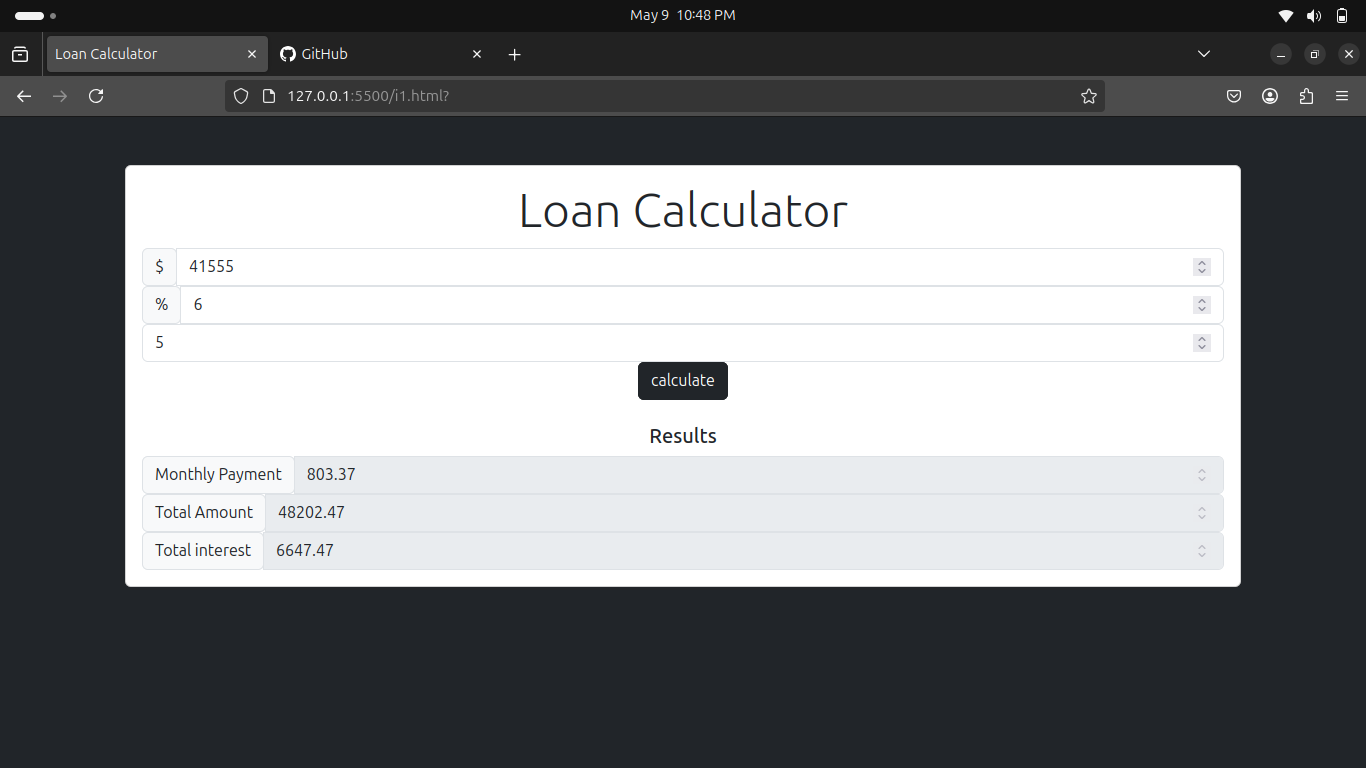 May 9 10:48 PM
Loan Calculator
GitHub
127.0.0.1:5500/i1.html?
Loan Calculator
$ 41555
% 6
5
calculate
Results
Monthly Payment 803.37
Total Amount 48202.47
Total interest 6647.47